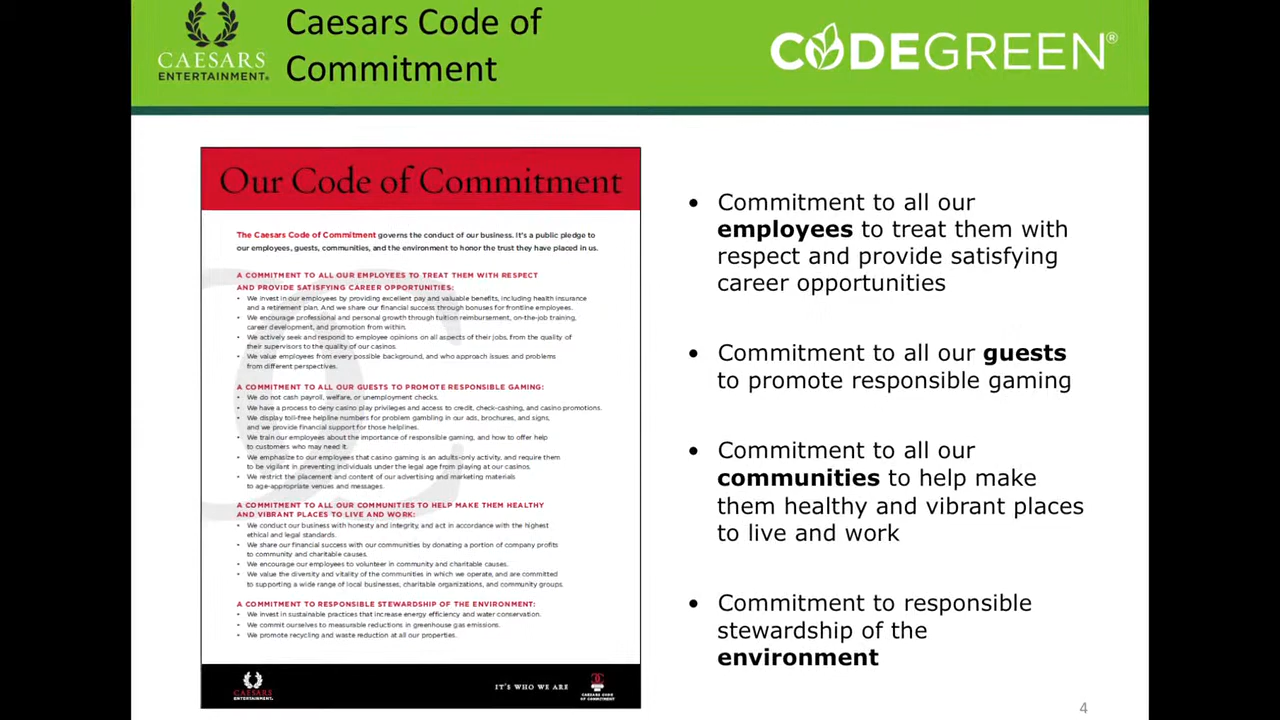 CAESARS
ENTERTAINMENT®
Caesars Code of
Commitment
CODEGREEN®
Our Code of Commitment
The Caesars Code of Commitment governs the conduct of our business. It's a public pledge to
our employees, guests, communities, and the environment to honor the trust they have placed in us.
A COMMITMENT TO ALL OUR EMPLOYEES TO TREAT THEM WITH RESPECT
AND PROVIDE SATISFYING CAREER OPPORTUNITIES:
• We invest in our employees by providing excellent pay and valuable benefits, including health insurance
and a retirement plan. And we share our financial success through bonuses for frontline employees.
• We encourage professional and personal growth through tuition reimbursement, on-the-job training,
career development, and promotion from within.
• We actively seek and respond to employee opinions on all aspects of their jobs, from the quality of
their supervisors to the quality of our casinos.
• We value employees from every possible background, and who approach issues and problems
from different perspectives.
A COMMITMENT TO ALL OUR GUESTS TO PROMOTE RESPONSIBLE GAMING:
• We do not cash payroll, welfare, or unemployment checks.
• We have a process to deny casino play privileges and access to credit, check-cashing, and casino promotions.
• We display toll-free helpline numbers for problem gambling in our ads, brochures, and signs,
and we provide financial support for those helplines.
• We train our employees about the importance of responsible gaming, and how to offer help
to customers who may need it.
• We emphasize to our employees that casino gaming is an adults-only activity, and require them
to be vigilant in preventing individuals under the legal age from playing at our casinos.
• We restrict the placement and content of our advertising and marketing materials
to age-appropriate venues and messages.
A COMMITMENT TO ALL OUR COMMUNITIES TO HELP MAKE THEM HEALTHY
AND VIBRANT PLACES TO LIVE AND WORK:
• We conduct our business with honesty and integrity, and act in accordance with the highest
ethical and legal standards.
• We share our financial success with our communities by donating a portion of company profits
to community and charitable causes.
• We encourage our employees to volunteer in community and charitable causes.
• We value the diversity and vitality of the communities in which we operate, and are committed
to supporting a wide range of local businesses, charitable organizations, and community groups.
A COMMITMENT TO RESPONSIBLE STEWARDSHIP OF THE ENVIRONMENT:
• We invest in sustainable practices that increase energy efficiency and water conservation.
• We commit ourselves to measurable reductions in greenhouse gas emissions.
• We promote recycling and waste reduction at all our properties.
CAESARS
ENTERTAINMENT.
IT'S WHO WE ARE
CAESARS CODE
OF COMMITMENT
• Commitment to all our
employees to treat them with
respect and provide satisfying
career opportunities
• Commitment to all our guests
to promote responsible gaming
• Commitment to all our
communities to help make
them healthy and vibrant places
to live and work
• Commitment to responsible
stewardship of the
environment
4